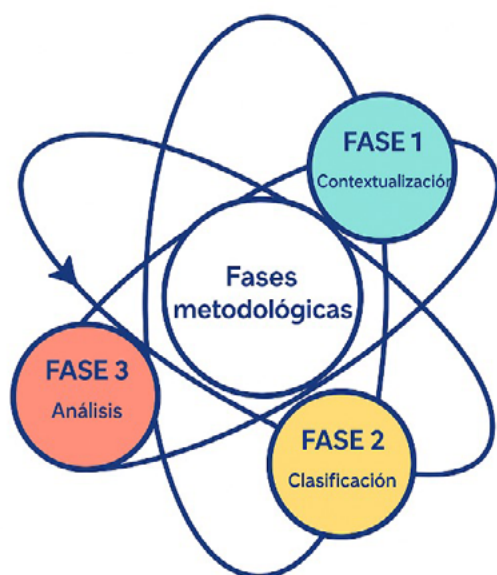 FASE 1
Contextualización
Fases
metodológicas
FASE 3
Análisis
FASE 2
Clasificación